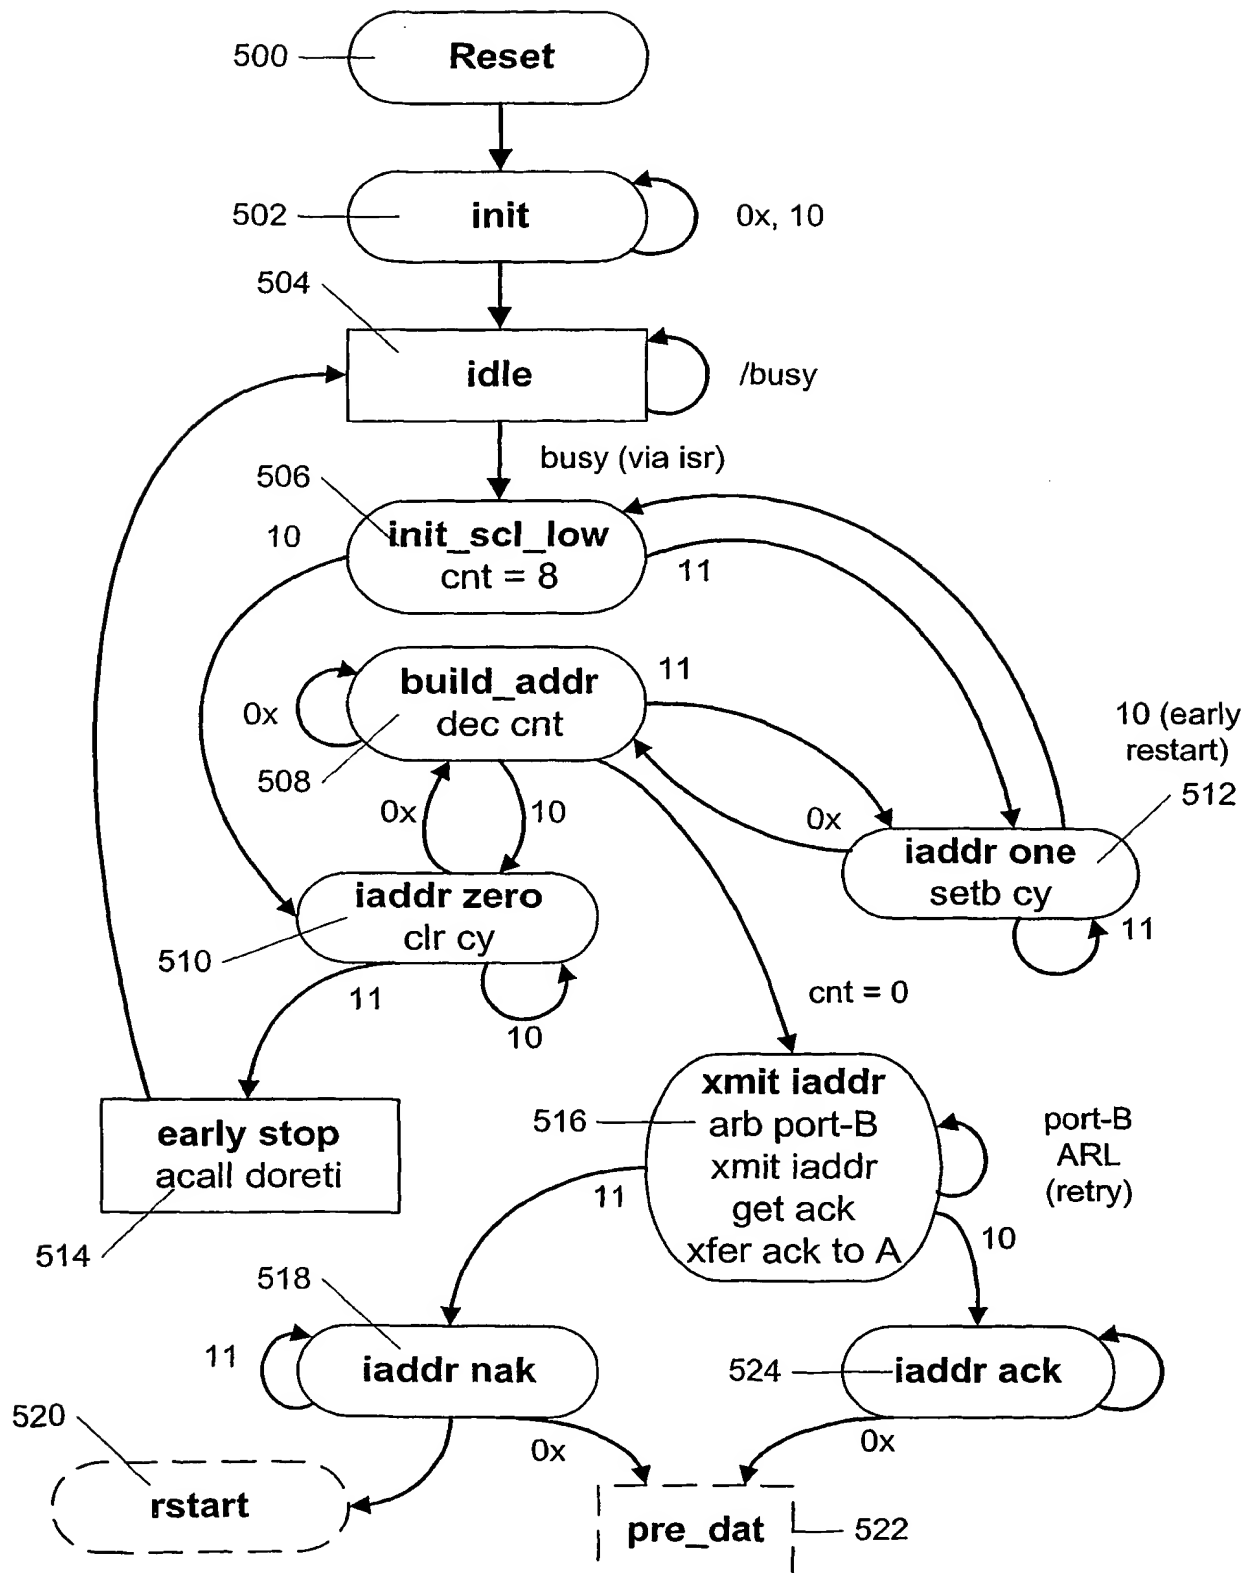 500
Reset
502
init
0x, 10
504
idle
/busy
busy (via isr)
506
10
init_scl_low
cnt = 8
11
build_addr
dec cnt
11
0x
508
10 (early
restart)
512
0x
10
0x
iaddr one
setb cy
11
iaddr zero
clr cy
510
11
10
cnt = 0
early stop
acall doreti
514
516
xmit iaddr
arb port-B
xmit iaddr
get ack
xfer ack to A
port-B
ARL
(retry)
11
10
518
11
iaddr nak
524
iaddr ack
520
0x
0x
rstart
pre_dat
522